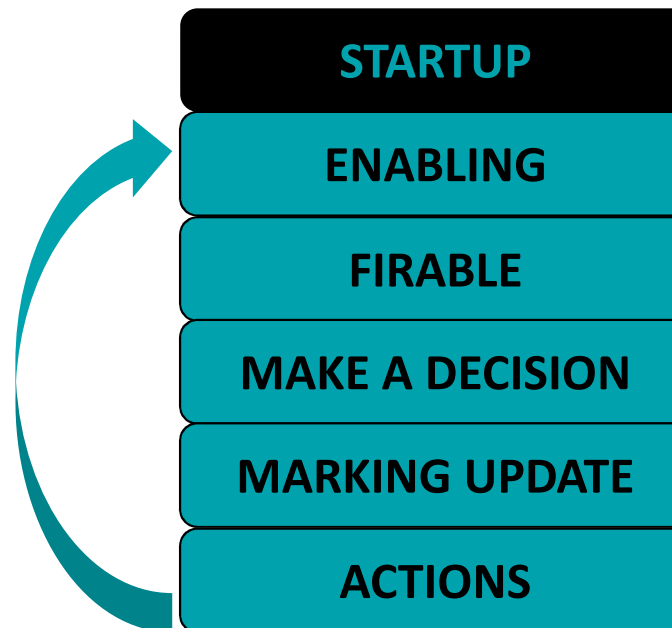 STARTUP
ENABLING
FIRABLE
MAKE A DECISION
MARKING UPDATE
ACTIONS